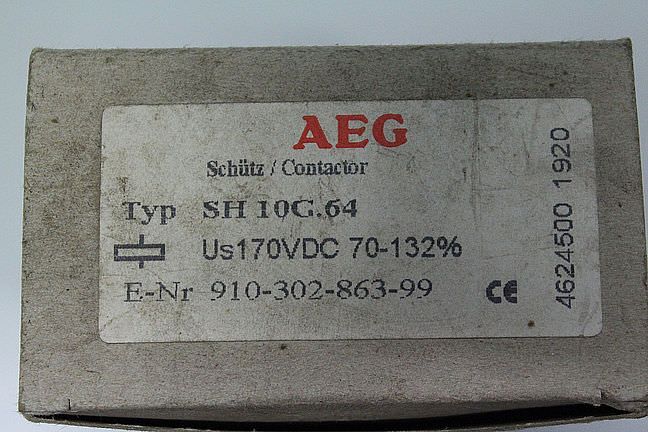 AEG
Schütz / Contactor
Typ SH 10G.64
Us170VDC 70-132%
E-Nr 910-302-863-99 CE
4624500 1920